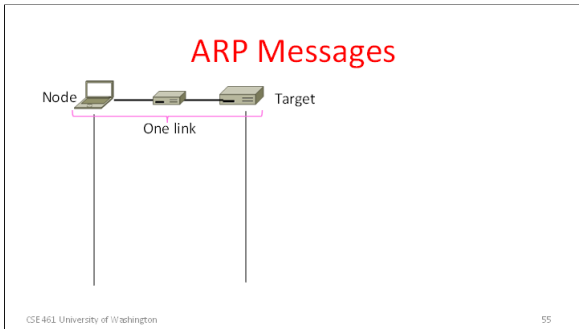 ARP Messages
Node
Target
One link
CSE 461 University of Washington
55